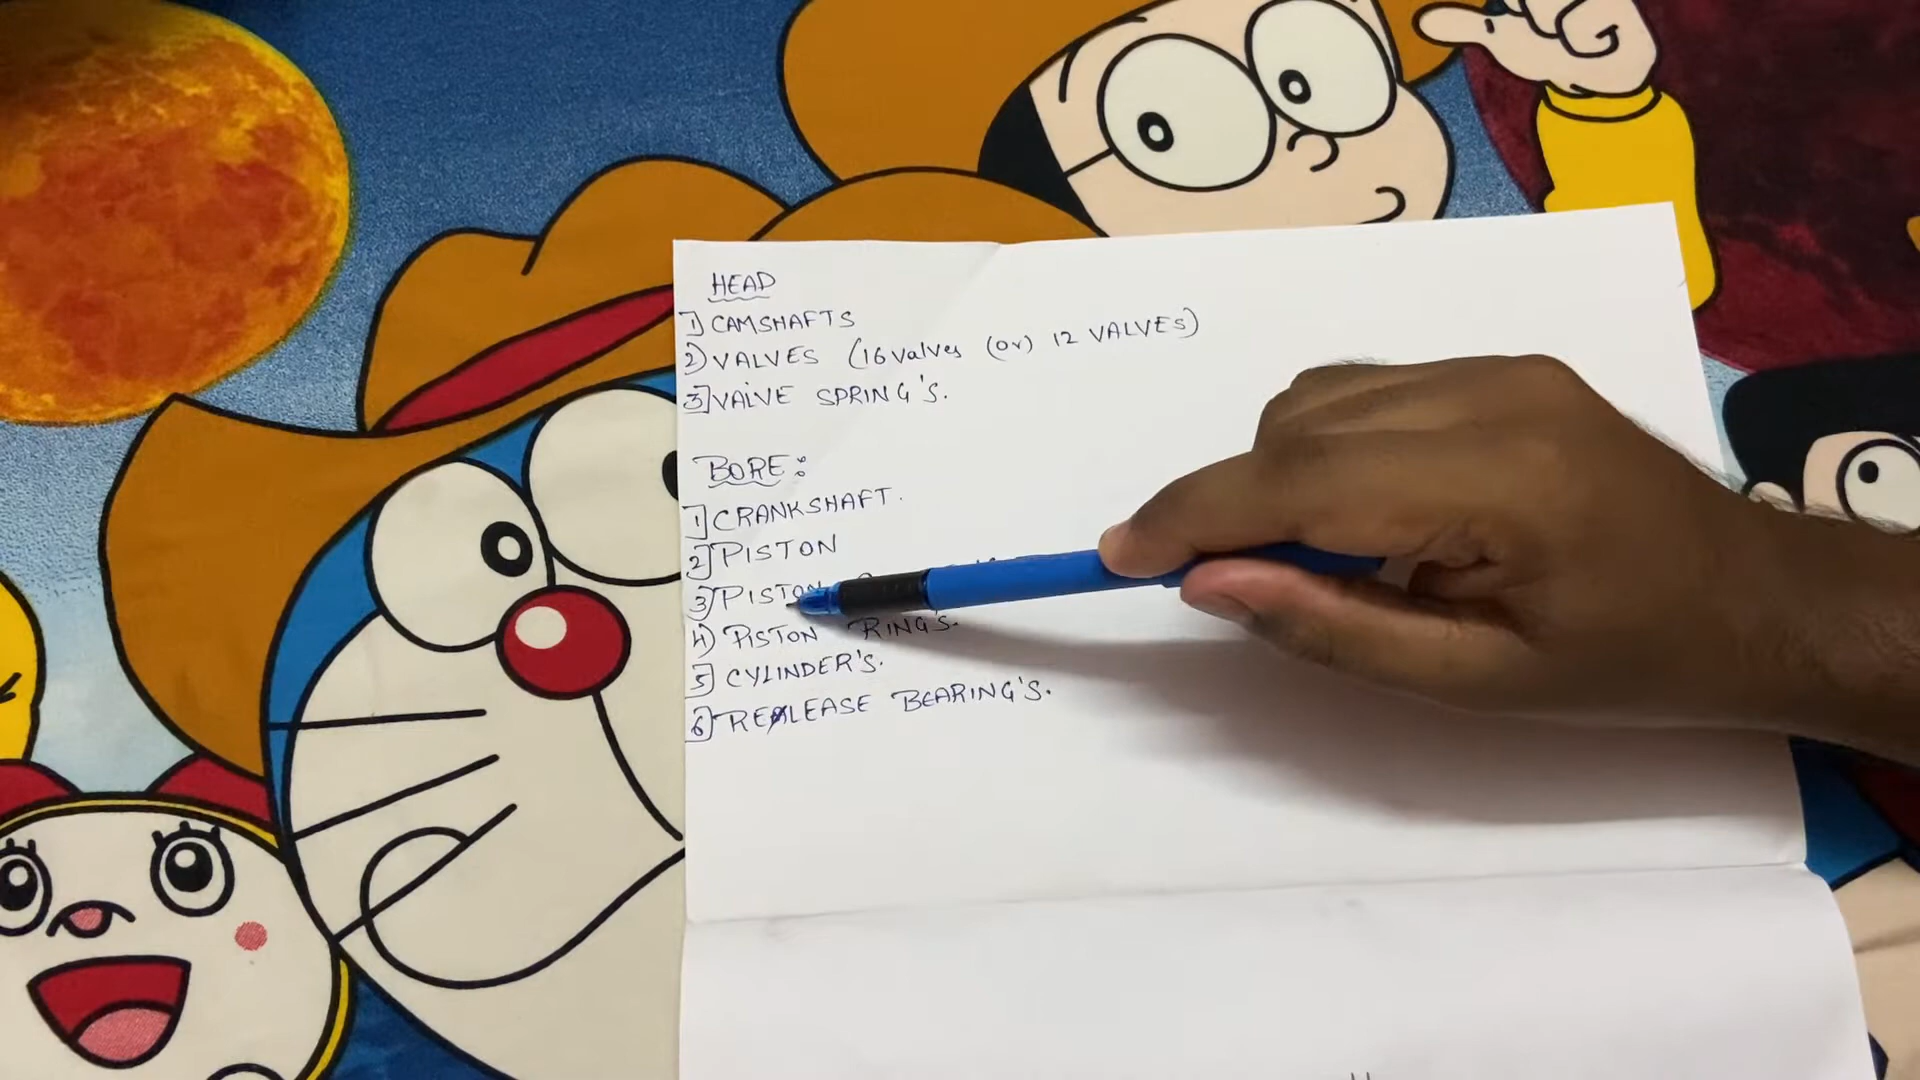 HEAD
1] CAMSHAFTS
2) VALVES (16 valves (or) 12 VALVES)
3] VALVE SPRING'S.
BORE:
1] CRANKSHAFT.
2] PISTON
3] PISTON
4) PISTON RING'S.
5] CYLINDER'S.
6] RELEASE BEARING'S.